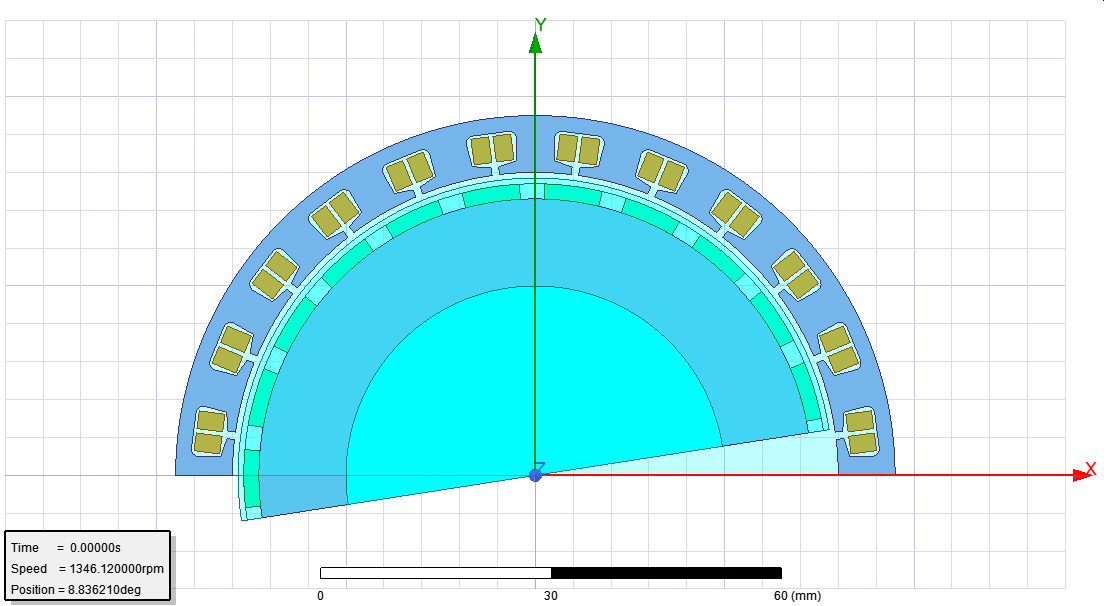 Y
X
Z
Time = 0.00000s
Speed = 1346.120000rpm
Position = 8.836210deg
0 30 60 (mm)